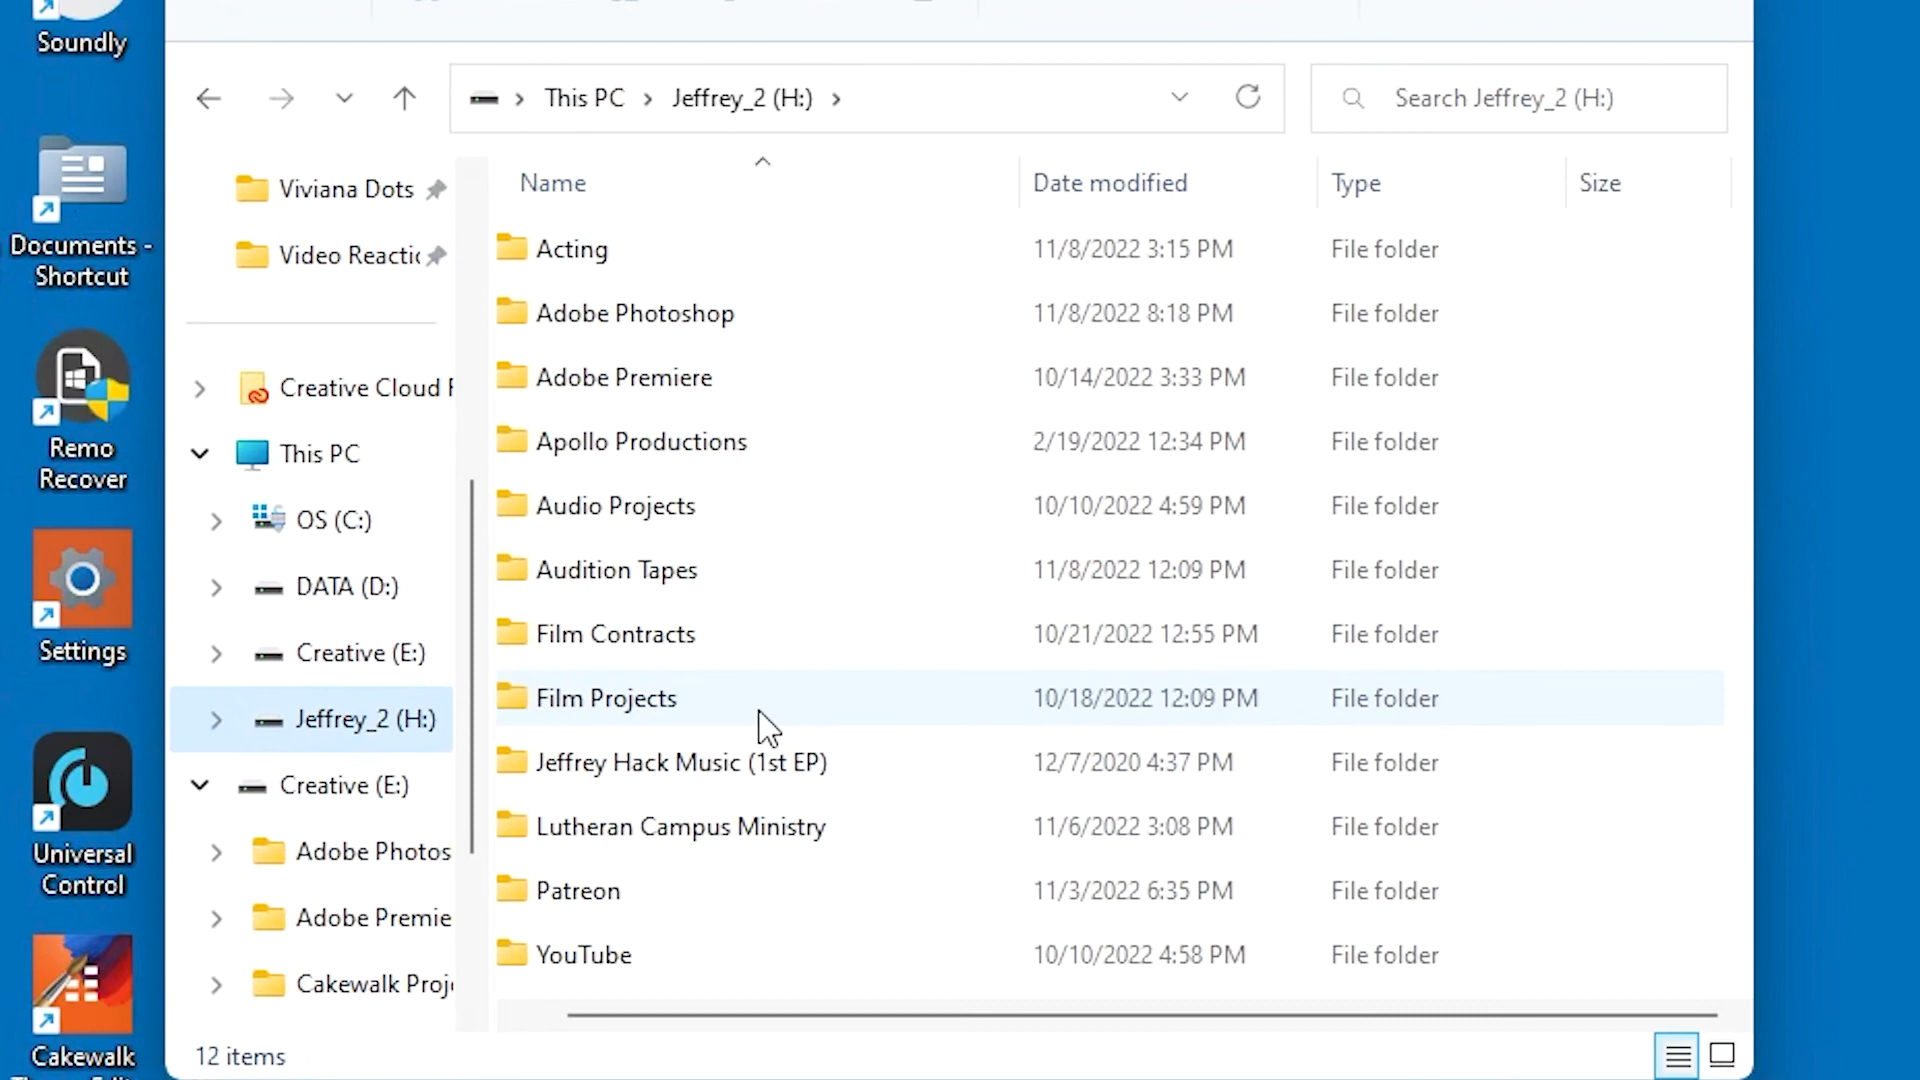 Soundly
Documents -
Shortcut
Remo
Recover
Settings
Universal
Control
Cakewalk
This PC
Jeffrey_2 (H:)
Search Jeffrey_2 (H:)
Viviana Dots
Video Reactic
Creative Cloud F
This PC
OS (C:)
DATA (D:)
Creative (E:)
Jeffrey_2 (H:)
Creative (E:)
Adobe Photos
Adobe Premie
Cakewalk Proj
Name Date modified Type Size
Acting 11/8/2022 3:15 PM File folder
Adobe Photoshop 11/8/2022 8:18 PM File folder
Adobe Premiere 10/14/2022 3:33 PM File folder
Apollo Productions 2/19/2022 12:34 PM File folder
Audio Projects 10/10/2022 4:59 PM File folder
Audition Tapes 11/8/2022 12:09 PM File folder
Film Contracts 10/21/2022 12:55 PM File folder
Film Projects 10/18/2022 12:09 PM File folder
Jeffrey Hack Music (1st EP) 12/7/2020 4:37 PM File folder
Lutheran Campus Ministry 11/6/2022 3:08 PM File folder
Patreon 11/3/2022 6:35 PM File folder
YouTube 10/10/2022 4:58 PM File folder
12 items